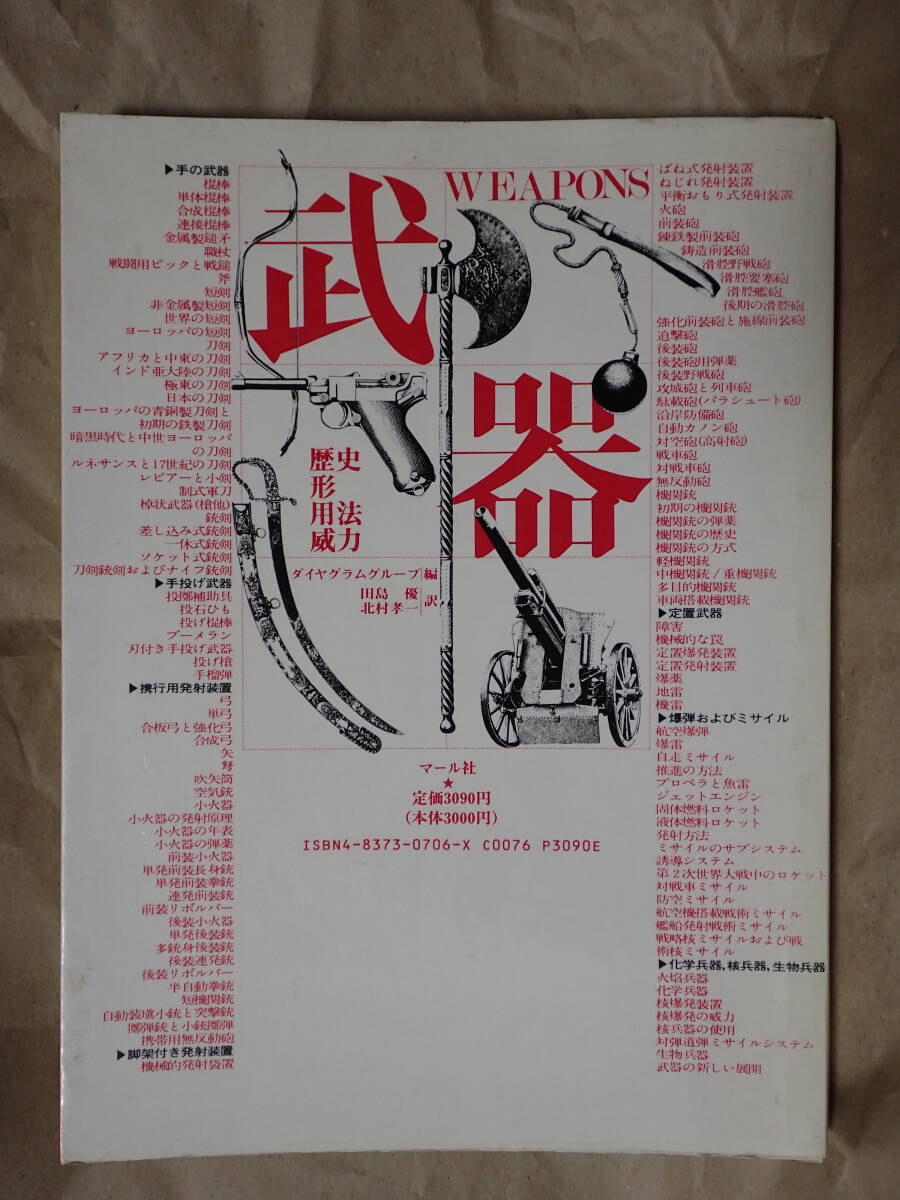 ▶手の武器
棍棒
単体棍棒
合成棍棒
連接棍棒
金属製鎚矛
職杖
戦闘用ピックと戦鎚
斧
短剣
非金属製短剣
世界の短剣
ヨーロッパの短剣
刀剣
アフリカと中東の刀剣
インド亜大陸の刀剣
極東の刀剣
日本の刀剣
ヨーロッパの青銅製刀剣と
初期の鉄製刀剣
暗黒時代と中世ヨーロッパ
の刀剣
ルネサンスと17世紀の刀剣
レピアーと小剣
制式軍刀
棹状武器(槍他)
銃剣
差し込み式銃剣
一体式銃剣
ソケット式銃剣
刀剣銃剣およびナイフ銃剣
▶手投げ武器
投擲補助具
投石ひも
投げ棍棒
ブーメラン
刃付き手投げ武器
投げ槍
手榴弾
▶携行用発射装置
弓
単弓
合板弓と強化弓
合成弓
矢
弩
吹矢筒
空気銃
小火器
小火器の発射原理
小火器の年表
小火器の弾薬
前装小火器
単発前装長身銃
単発前装拳銃
連発前装銃
前装リボルバー
後装小火器
単発後装銃
多銃身後装銃
後装連発銃
後装リボルバー
半自動拳銃
短機関銃
自動装塡小銃と突撃銃
擲弾銃と小銃擲弾
携帯用無反動砲
▶脚架付き発射装置
機械的発射装置
武器
WEAPONS
歴史
形
用法
威力
ダイヤグラムグループ 編
田島 優
北村孝一 訳
マール社
★
定価3090円
(本体3000円)
ISBN4-8373-0706-X C0076 P3090E
ばね式発射装置
ねじれ発射装置
平衡おもり式発射装置
火砲
前装砲
錬鉄製前装砲
鋳造前装砲
滑腔野戦砲
滑腔要塞砲
滑腔艦砲
後期の滑腔砲
強化前装砲と施線前装砲
迫撃砲
後装砲
後装砲用弾薬
後装野戦砲
攻城砲と列車砲
駄載砲(パラシュート砲)
沿岸防備砲
自動カノン砲
対空砲(高射砲)
戦車砲
対戦車砲
無反動砲
機関銃
初期の機関銃
機関銃の弾薬
機関銃の歴史
機関銃の方式
軽機関銃
中機関銃/重機関銃
多目的機関銃
車両搭載機関銃
▶定置武器
障害
機械的な罠
定置爆発装置
定置発射装置
爆薬
地雷
機雷
▶爆弾およびミサイル
航空爆弾
爆雷
自走ミサイル
推進の方法
プロペラと魚雷
ジェットエンジン
固体燃料ロケット
液体燃料ロケット
発射方法
ミサイルのサブシステム
誘導システム
第2次世界大戦中のロケット
対戦車ミサイル
防空ミサイル
航空機搭載戦術ミサイル
艦船発射戦術ミサイル
戦略核ミサイルおよび戦
術核ミサイル
▶化学兵器,核兵器,生物兵器
火焰兵器
化学兵器
核爆発装置
核爆発の威力
核兵器の使用
対弾道弾ミサイルシステム
生物兵器
武器の新しい展開